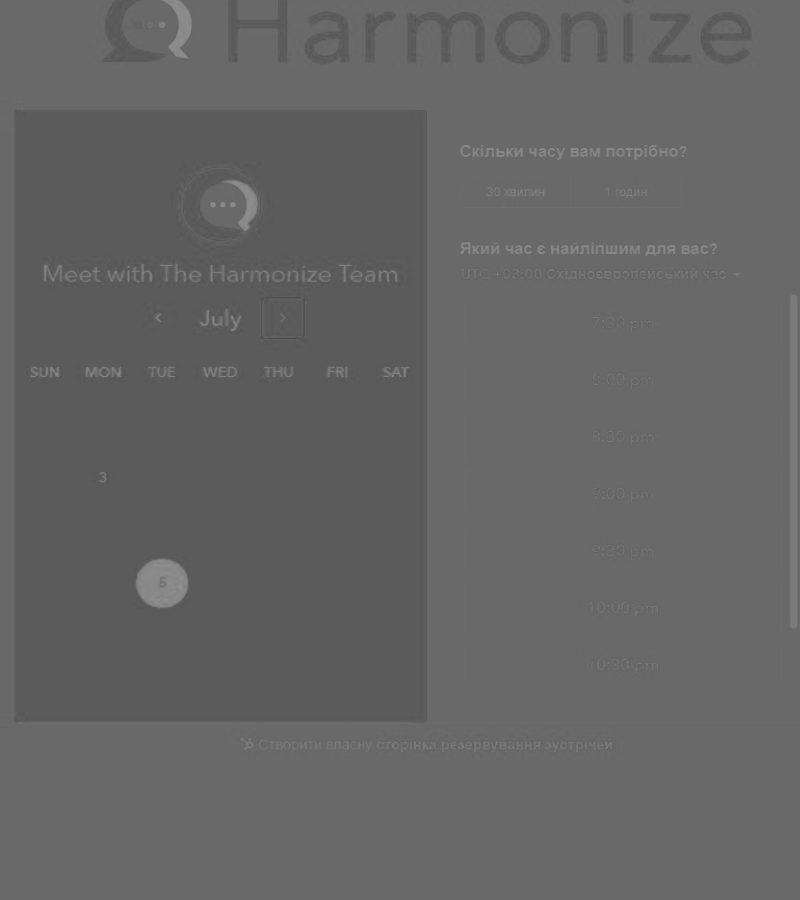 Harmonize
Meet with The Harmonize Team
July
SUN MON TUE WED THU FRI SAT
3
5
Скільки часу вам потрібно?
30 хвилин 1 годин
Який час є найліпшим для вас?
UTC +02:00 Східноєвропейський час
7:30 pm
8:00 pm
8:30 pm
9:00 pm
9:30 pm
10:00 pm
10:30 pm
Створити власну сторінка резервування зустрічей